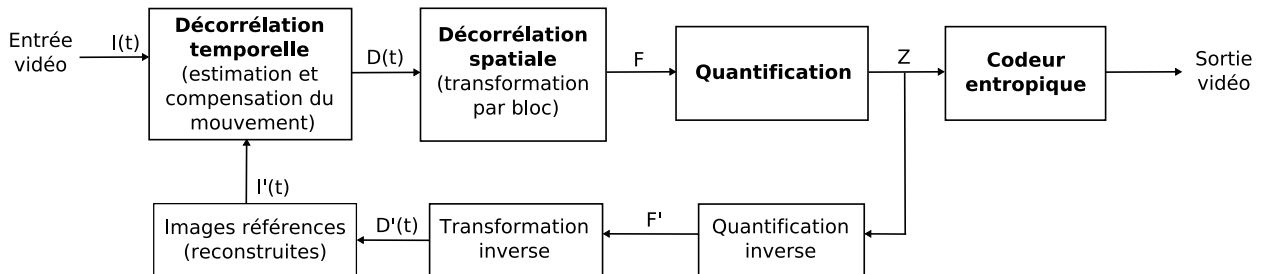 Entrée
vidéo
I(t)
Décorrélation
temporelle
(estimation et
compensation du
mouvement)
D(t)
Décorrélation
spatiale
(transformation
par bloc)
F
Quantification
Z
Codeur
entropique
Sortie
vidéo
I'(t)
Images références
(reconstruites)
D'(t)
Transformation
inverse
F'
Quantification
inverse